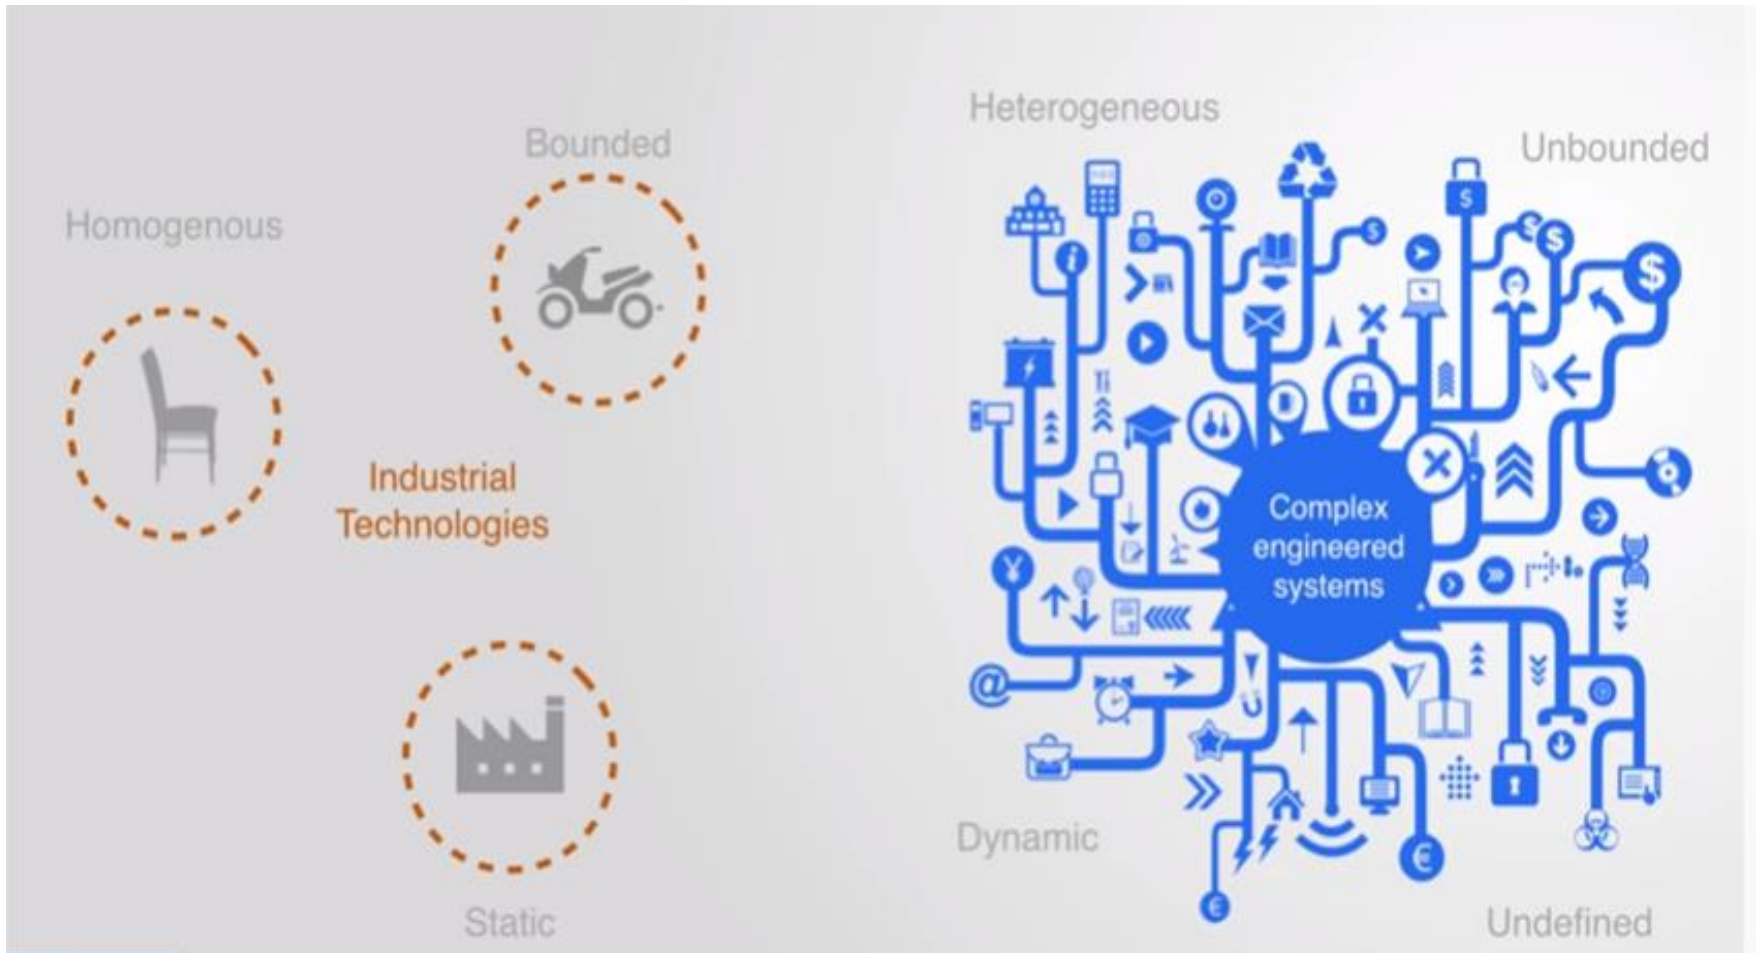 Homogenous
Bounded
Industrial
Technologies
Static
Heterogeneous
Unbounded
Complex
engineered
systems
Dynamic
Undefined